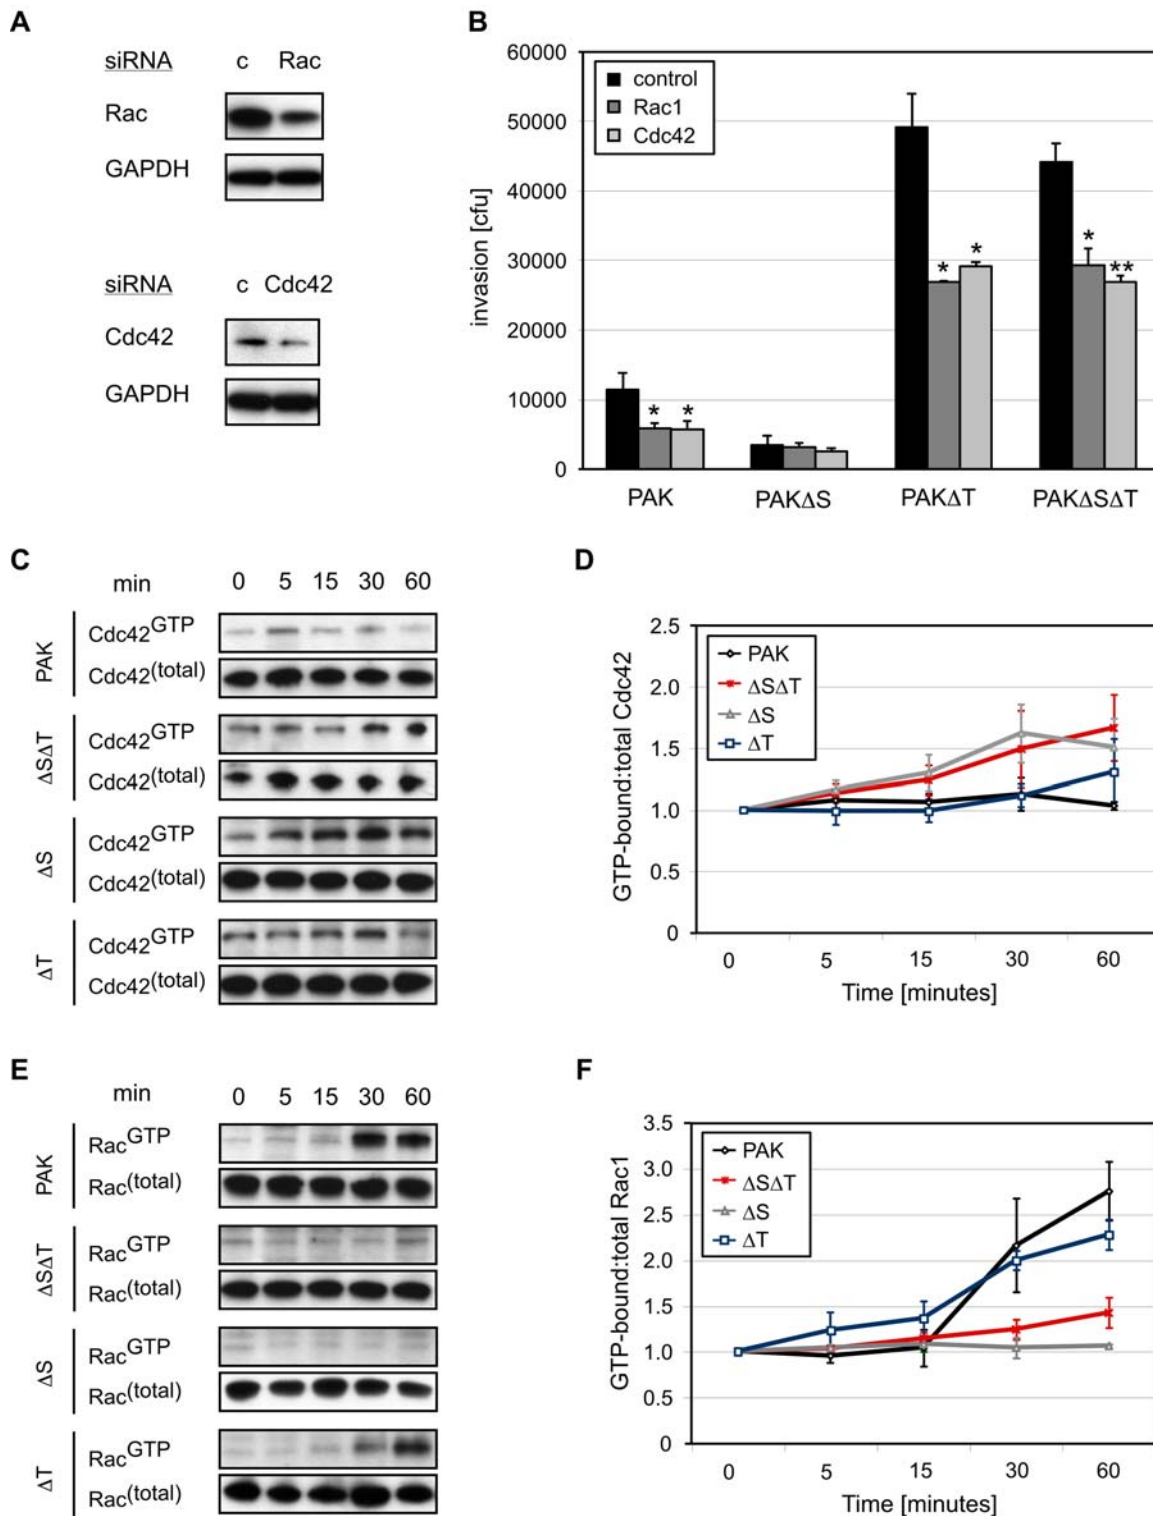 A
siRNA c Rac
Rac
GAPDH
siRNA c Cdc42
Cdc42
GAPDH
B
60000
50000
40000
30000
20000
10000
0
invasion [cfu]
control
Rac1
Cdc42
* *
* *
* **
PAK PAKΔS PAKΔT PAKΔSΔT
C
min 0 5 15 30 60
PAK
Cdc42GTP
Cdc42(total)
ΔSΔT
Cdc42GTP
Cdc42(total)
ΔS
Cdc42GTP
Cdc42(total)
ΔT
Cdc42GTP
Cdc42(total)
D
GTP-bound:total Cdc42
2.5
2.0
1.5
1.0
0.5
0
PAK
ΔSΔT
ΔS
ΔT
0 5 15 30 60
Time [minutes]
E
min 0 5 15 30 60
PAK
RacGTP
Rac(total)
ΔSΔT
RacGTP
Rac(total)
ΔS
RacGTP
Rac(total)
ΔT
RacGTP
Rac(total)
F
GTP-bound:total Rac1
3.5
3.0
2.5
2.0
1.5
1.0
0.5
0
PAK
ΔSΔT
ΔS
ΔT
0 5 15 30 60
Time [minutes]